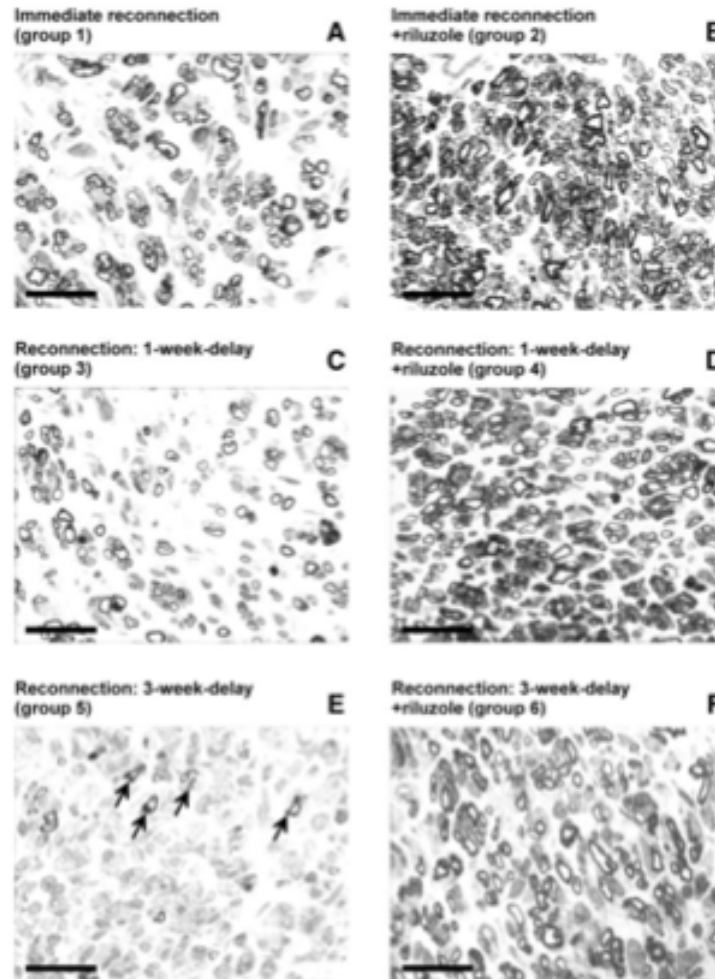 Immediate reconnection
(group 1)
A
Immediate reconnection
+riluzole (group 2)
B
Reconnection: 1-week-delay
(group 3)
C
Reconnection: 1-week-delay
+riluzole (group 4)
D
Reconnection: 3-week-delay
(group 5)
E
Reconnection: 3-week-delay
+riluzole (group 6)
F